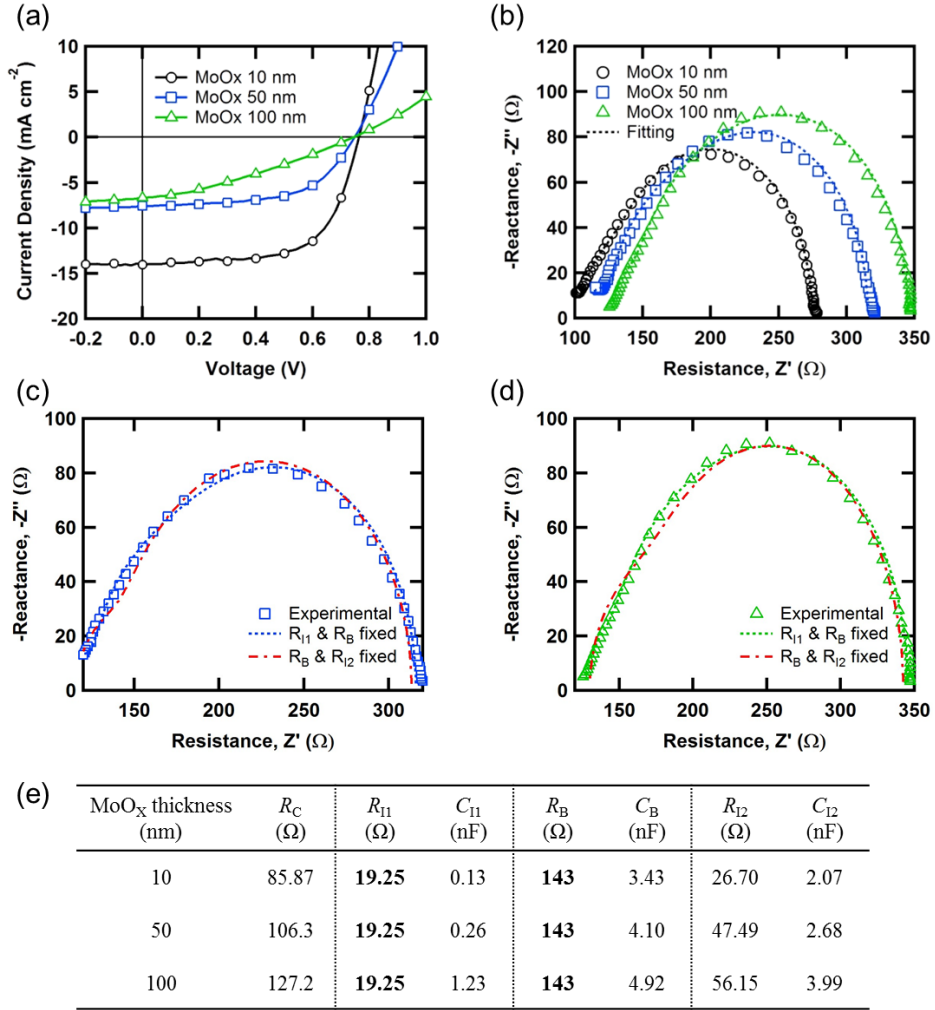 (a)
10
5
0
-5
-10
-15
-20
-0.2 0.0 0.2 0.4 0.6 0.8 1.0
Current Density (mA cm-2)
Voltage (V)
MoOx 10 nm
MoOx 50 nm
MoOx 100 nm
(b)
120
100
80
60
40
20
0
100 150 200 250 300 350
-Reactance, -Z'' (Ω)
Resistance, Z' (Ω)
MoOx 10 nm
MoOx 50 nm
MoOx 100 nm
Fitting
(c)
100
80
60
40
20
0
150 200 250 300
-Reactance, -Z'' (Ω)
Resistance, Z' (Ω)
Experimental
RI1 & RB fixed
RB & RI2 fixed
(d)
100
80
60
40
20
0
150 200 250 300 350
-Reactance, -Z'' (Ω)
Resistance, Z' (Ω)
Experimental
RI1 & RB fixed
RB & RI2 fixed
(e)
MoOX thickness RC RI1 CI1 RB CB RI2 CI2
(nm) (Ω) (Ω) (nF) (Ω) (nF) (Ω) (nF)
10 85.87 19.25 0.13 143 3.43 26.70 2.07
50 106.3 19.25 0.26 143 4.10 47.49 2.68
100 127.2 19.25 1.23 143 4.92 56.15 3.99